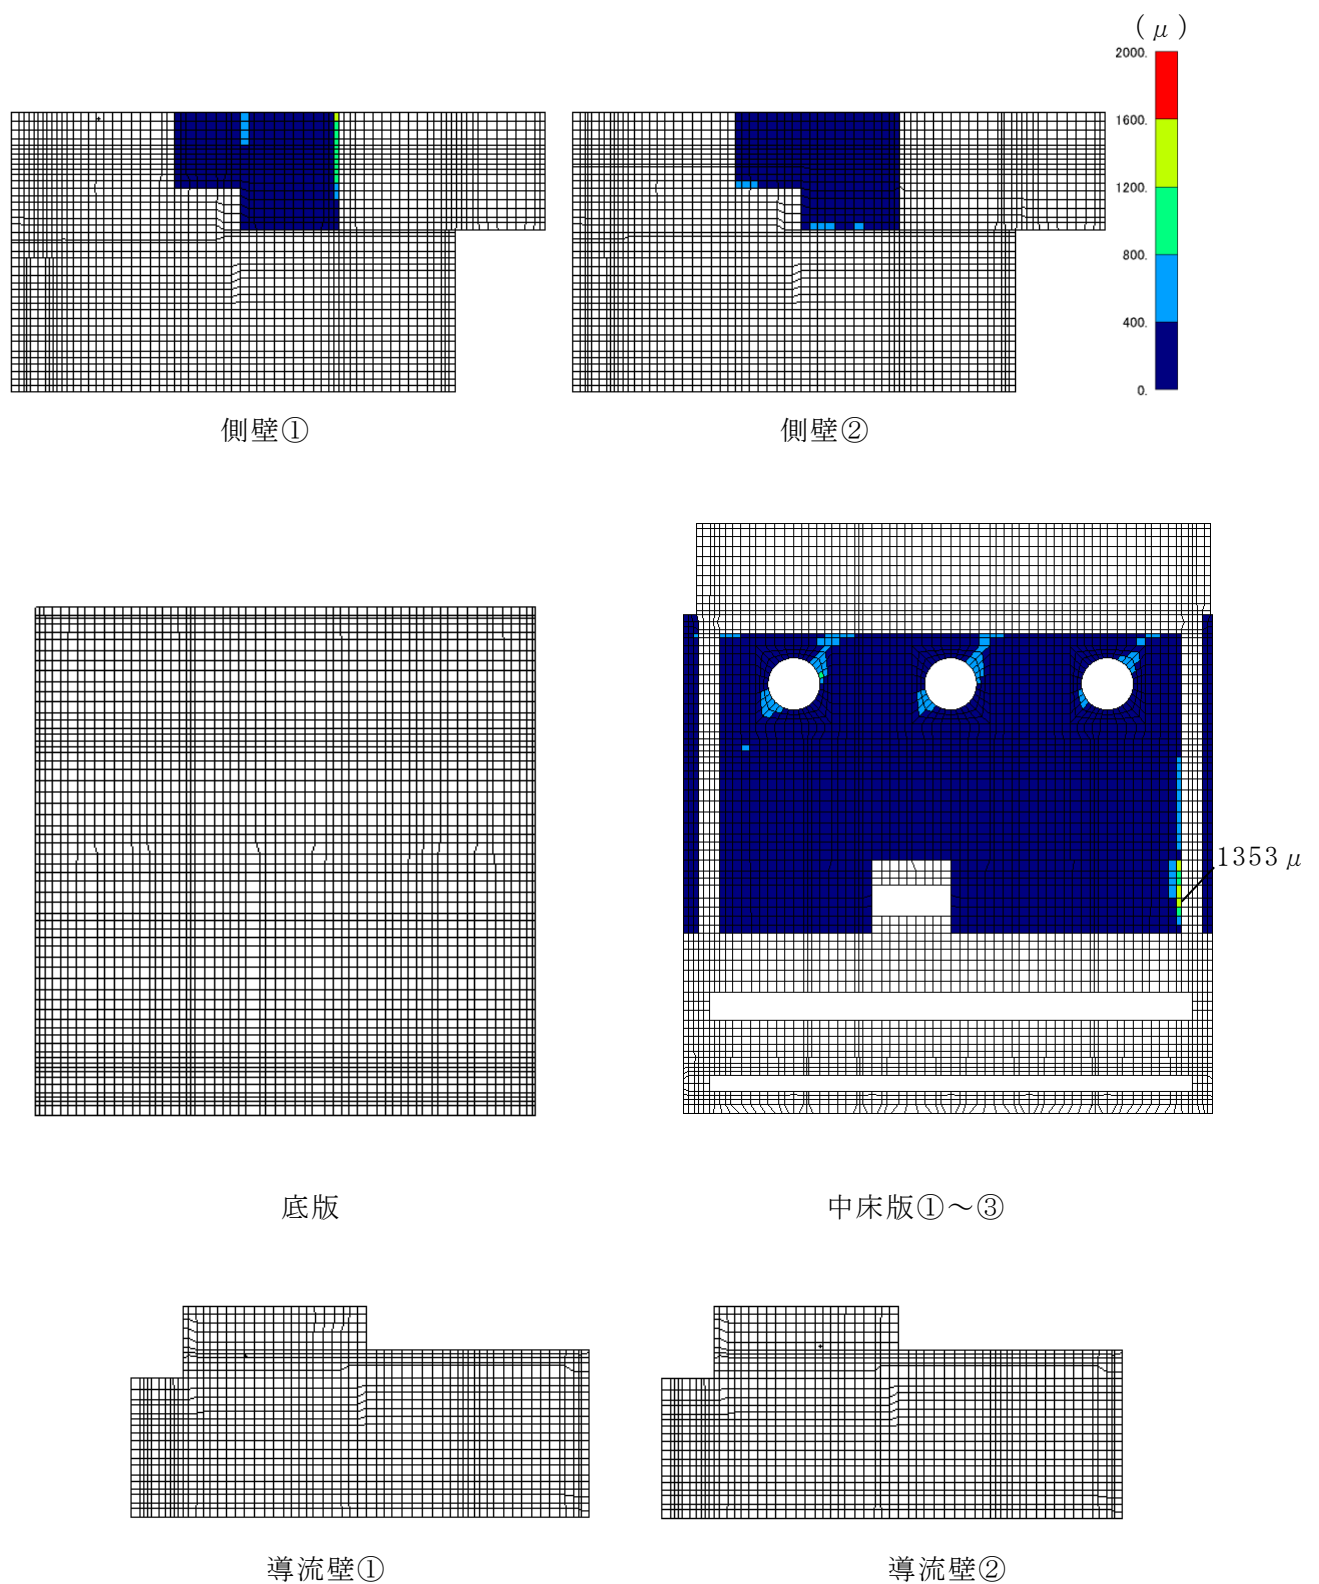 (μ)
2000.
1600.
1200.
800.
400.
0.
側壁①
側壁②
1353μ
底版
中床版①～③
導流壁①
導流壁②